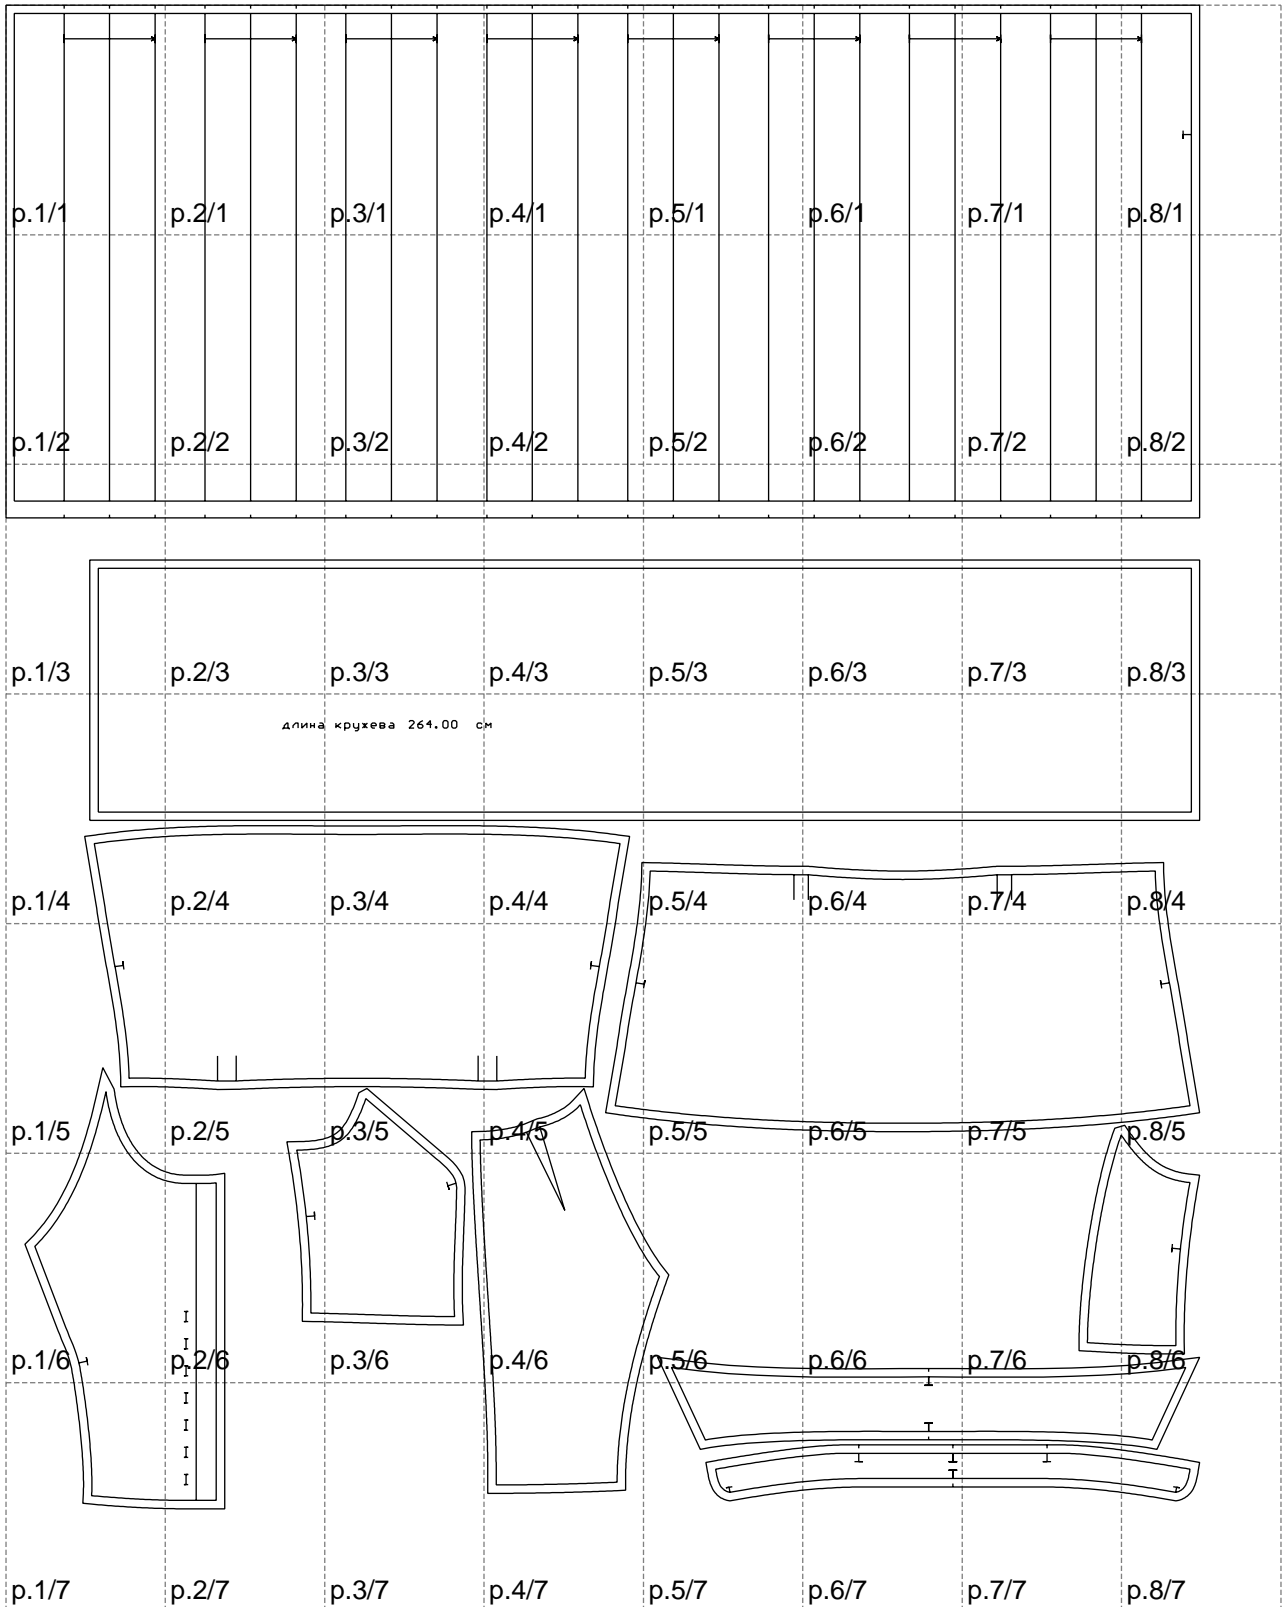 p.1/1 p.2/1 p.3/1 p.4/1 p.5/1 p.6/1 p.7/1 p.8/1
p.1/2 p.2/2 p.3/2 p.4/2 p.5/2 p.6/2 p.7/2 p.8/2
p.1/3 p.2/3 p.3/3 p.4/3 p.5/3 p.6/3 p.7/3 p.8/3
длина кружева 264.00 см
p.1/4 p.2/4 p.3/4 p.4/4 p.5/4 p.6/4 p.7/4 p.8/4
p.1/5 p.2/5 p.3/5 p.4/5 p.5/5 p.6/5 p.7/5 p.8/5
p.1/6 p.2/6 p.3/6 p.4/6 p.5/6 p.6/6 p.7/6 p.8/6
p.1/7 p.2/7 p.3/7 p.4/7 p.5/7 p.6/7 p.7/7 p.8/7